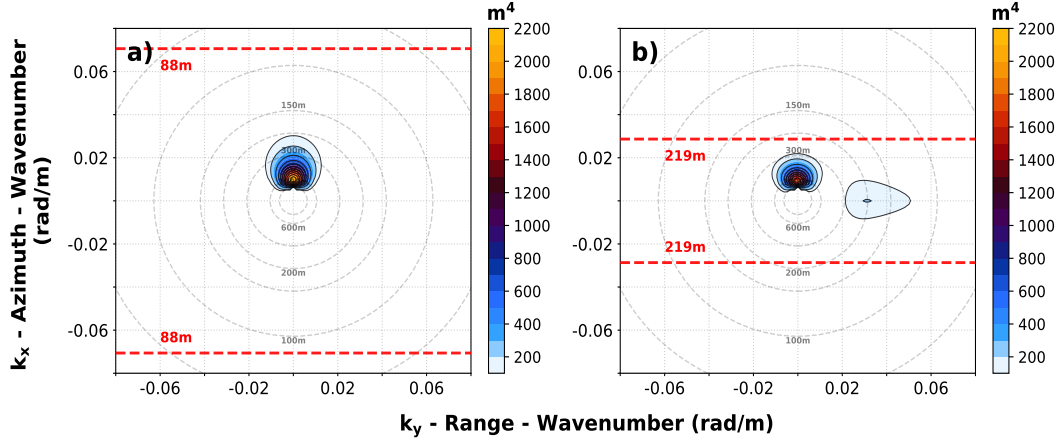 a)
88m
88m
150m
300m
600m
200m
100m
0.06
0.02
-0.02
-0.06
-0.06
-0.02
0.02
0.06
m⁴
2200
2000
1800
1600
1400
1200
1000
800
600
400
200
b)
219m
219m
150m
300m
600m
200m
100m
0.06
0.02
-0.02
-0.06
-0.06
-0.02
0.02
0.06
m⁴
2200
2000
1800
1600
1400
1200
1000
800
600
400
200
kₓ - Azimuth - Wavenumber
(rad/m)
k_y - Range - Wavenumber (rad/m)